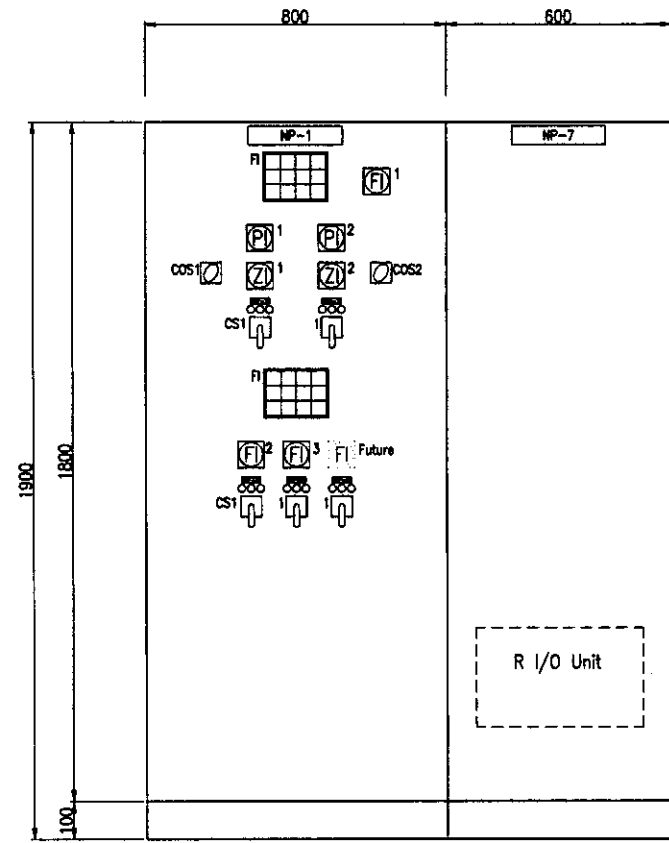 800 600
NP-1 NP-7
FI
FI 1
PI 1 PI 2
COS1 ZI 1 ZI 2 COS2
CS1 1
FI
FI 2 FI 3 FI Future
CS1 1 1
1900 1800
R I/O Unit
100